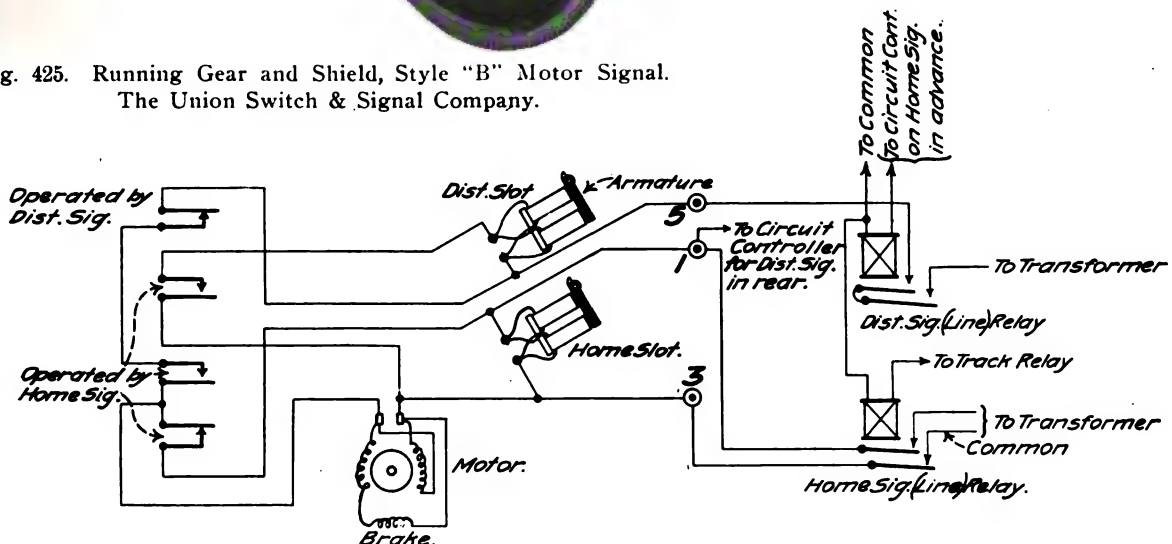 g. 425. Running Gear and Shield, Style "B" Motor Signal.
The Union Switch & Signal Company.
To Common
To Circuit Cont.
on Home Sig.
in advance.
Operated by
Dist. Sig.
Dist. Slot
Armature
5
1
To Circuit
Controller
for Dist. Sig.
in rear.
To Transformer
Dist. Sig. (Line) Relay
Home Slot.
To Track Relay
Operated by
Home Sig.
3
To Transformer
Common
Motor.
Home Sig. (Line) Relay.
Brake.